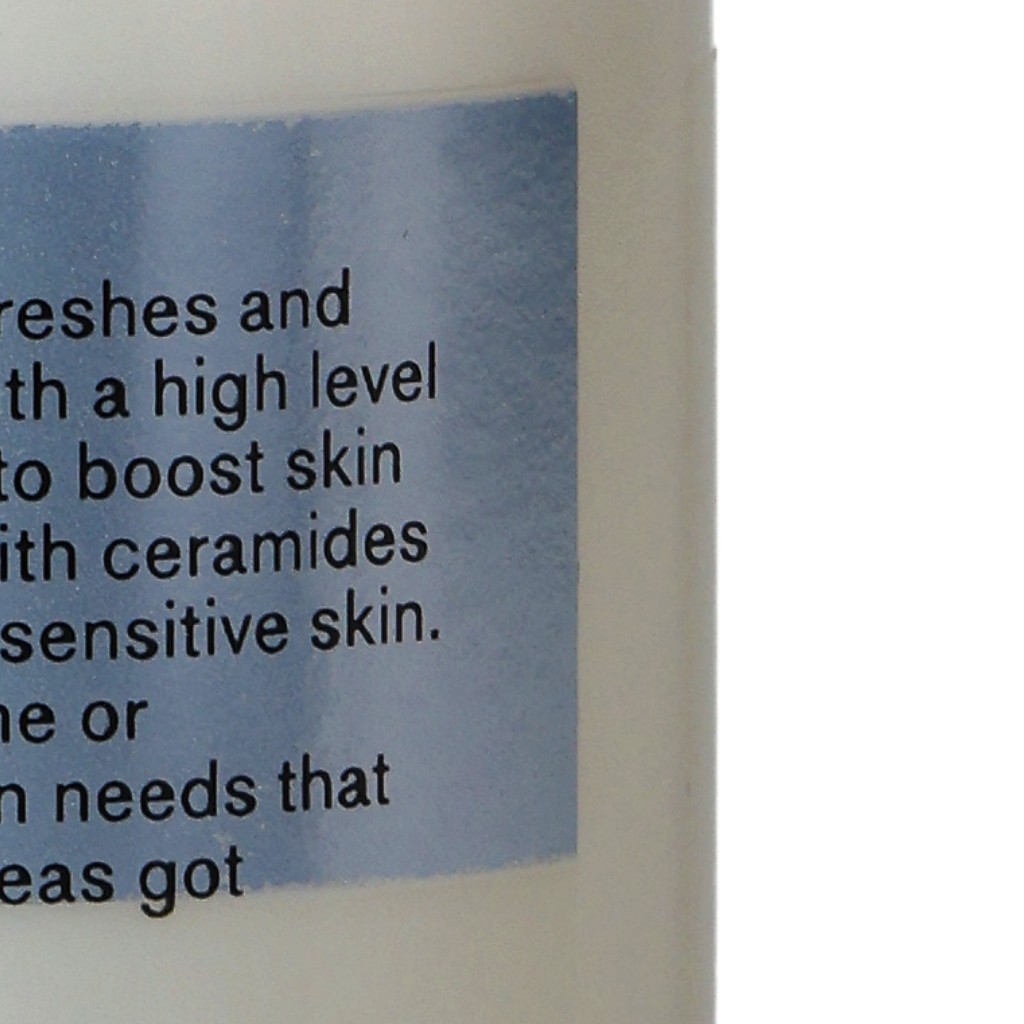 reshes and
th a high level
to boost skin
ith ceramides
sensitive skin.
ne or
n needs that
eas got